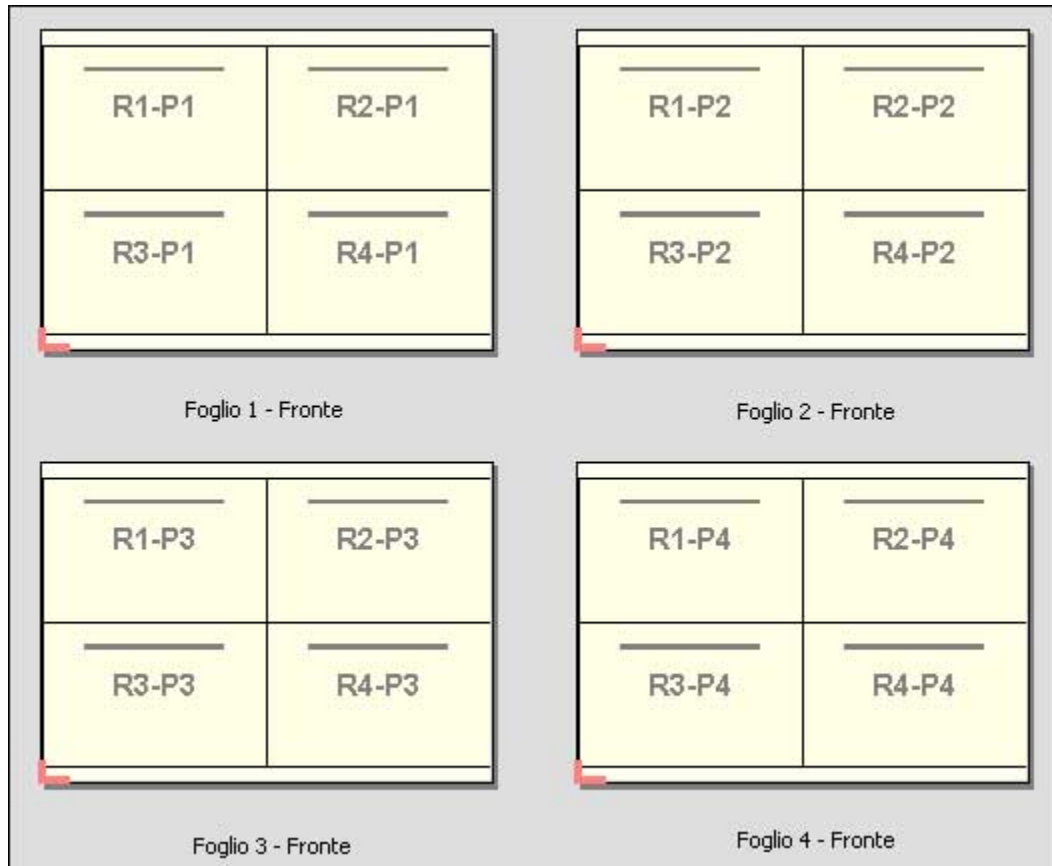 R1-P1 R2-P1
R3-P1 R4-P1
Foglio 1 - Fronte
R1-P2 R2-P2
R3-P2 R4-P2
Foglio 2 - Fronte
R1-P3 R2-P3
R3-P3 R4-P3
Foglio 3 - Fronte
R1-P4 R2-P4
R3-P4 R4-P4
Foglio 4 - Fronte